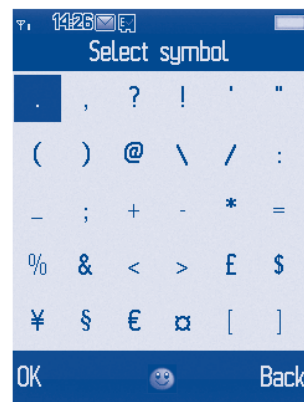 14:26
Select symbol
. , ? ! ' "
( ) @ \ / :
_ ; + - * =
% & < > £ $
¥ § € ¤ [ ]
OK Back